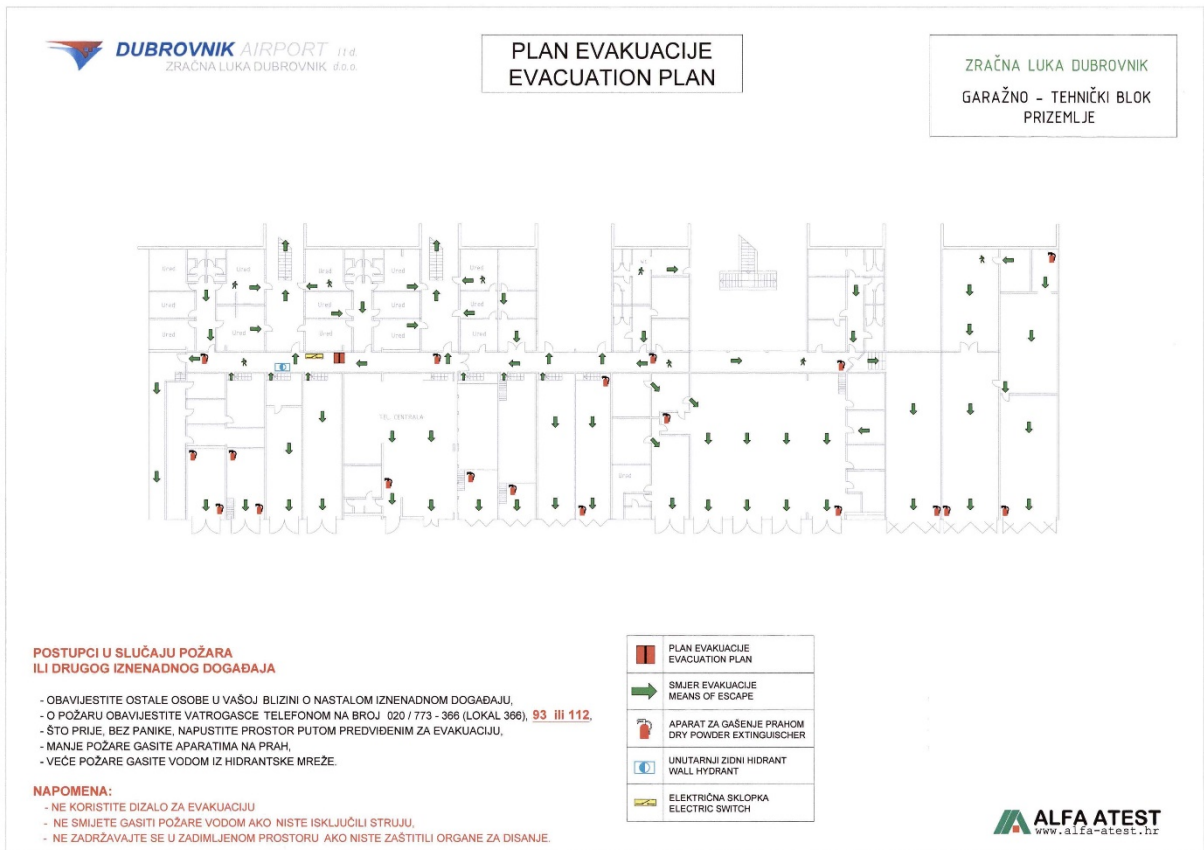 DUBROVNIK AIRPORT ltd.
ZRAČNA LUKA DUBROVNIK d.o.o.
PLAN EVAKUACIJE
EVACUATION PLAN
ZRAČNA LUKA DUBROVNIK
GARAŽNO - TEHNIČKI BLOK
PRIZEMLJE
Ured
Ured
Ured
Ured
Ured
WC
Ured
Ured
Ured
Ured
Ured
Ured
Ured
Ured
Ured
TEL. CENTRALA
Ured
POSTUPCI U SLUČAJU POŽARA
ILI DRUGOG IZNENADNOG DOGAĐAJA
- OBAVIJESTITE OSTALE OSOBE U VAŠOJ BLIZINI O NASTALOM IZNENADNOM DOGAĐAJU,
- O POŽARU OBAVIJESTITE VATROGASCE TELEFONOM NA BROJ 020 / 773 - 366 (LOKAL 366), 93 ili 112,
- ŠTO PRIJE, BEZ PANIKE, NAPUSTITE PROSTOR PUTOM PREDVIĐENIM ZA EVAKUACIJU,
- MANJE POŽARE GASITE APARATIMA NA PRAH,
- VEĆE POŽARE GASITE VODOM IZ HIDRANTSKE MREŽE.
NAPOMENA:
- NE KORISTITE DIZALO ZA EVAKUACIJU
- NE SMIJETE GASITI POŽARE VODOM AKO NISTE ISKLJUČILI STRUJU,
- NE ZADRŽAVAJTE SE U ZADIMLJENOM PROSTORU AKO NISTE ZAŠTITILI ORGANE ZA DISANJE.
PLAN EVAKUACIJE
EVACUATION PLAN
SMJER EVAKUACIJE
MEANS OF ESCAPE
APARAT ZA GAŠENJE PRAHOM
DRY POWDER EXTINGUISCHER
UNUTARNJI ZIDNI HIDRANT
WALL HYDRANT
ELEKTRIČNA SKLOPKA
ELECTRIC SWITCH
ALFA ATEST
www.alfa-atest.hr